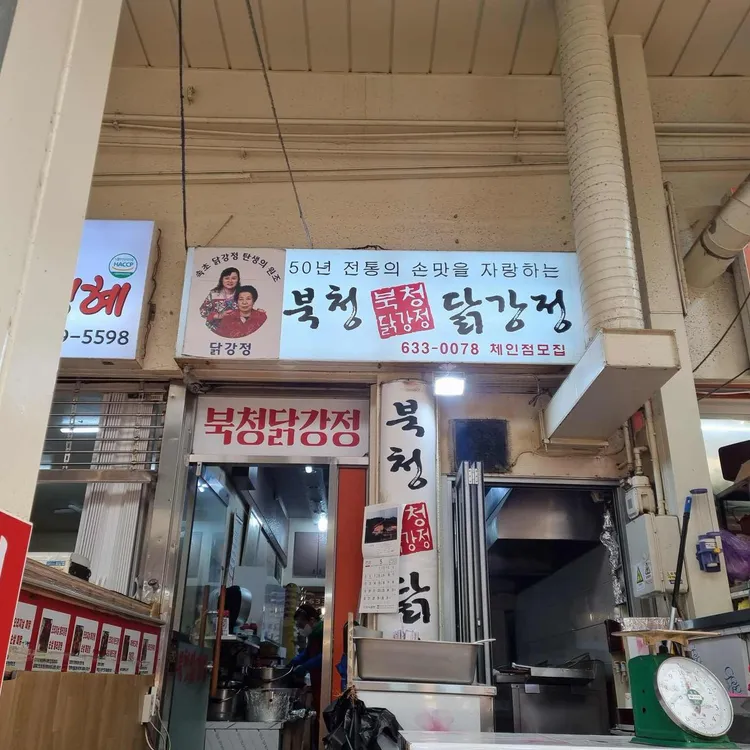 속초 닭강정 탄생의 원조
닭강정
50년 전통의 손맛을 자랑하는
북청
북청
닭강정
닭강정
633-0078 체인점모집
HACCP
혜
9-5598
북청닭강정
북청
청
강정
닭